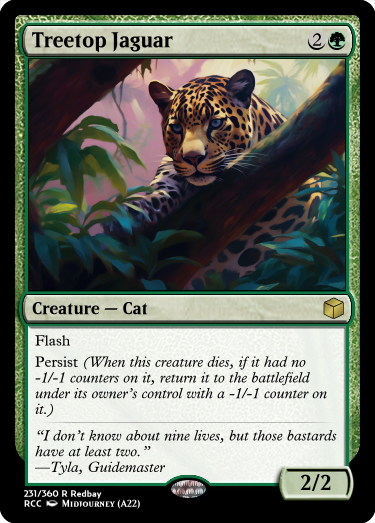 Treetop Jaguar 2
Creature — Cat
Flash
Persist (When this creature dies, if it had no
-1/-1 counters on it, return it to the battlefield
under its owner's control with a -1/-1 counter on
it.)
“I don't know about nine lives, but those bastards
have at least two.”
—Tyla, Guidemaster
2/2
231/360 R Redbay
RCC Midjourney (A22)